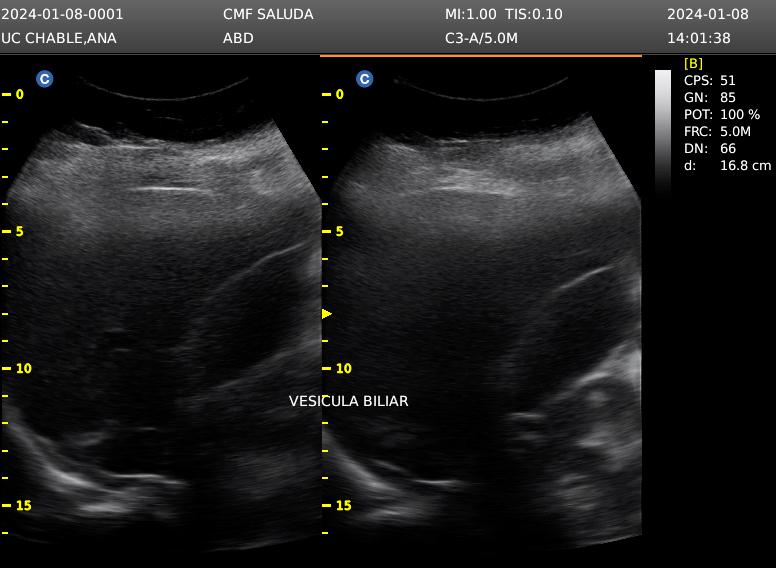 2024-01-08-0001 CMF SALUDA MI:1.00 TIS:0.10 2024-01-08
UC CHABLE,ANA ABD C3-A/5.0M 14:01:38
C
C
[B]
CPS: 51
GN: 85
POT: 100 %
FRC: 5.0M
DN: 66
d: 16.8 cm
0
0
5
5
10
10
VESICULA BILIAR
15
15